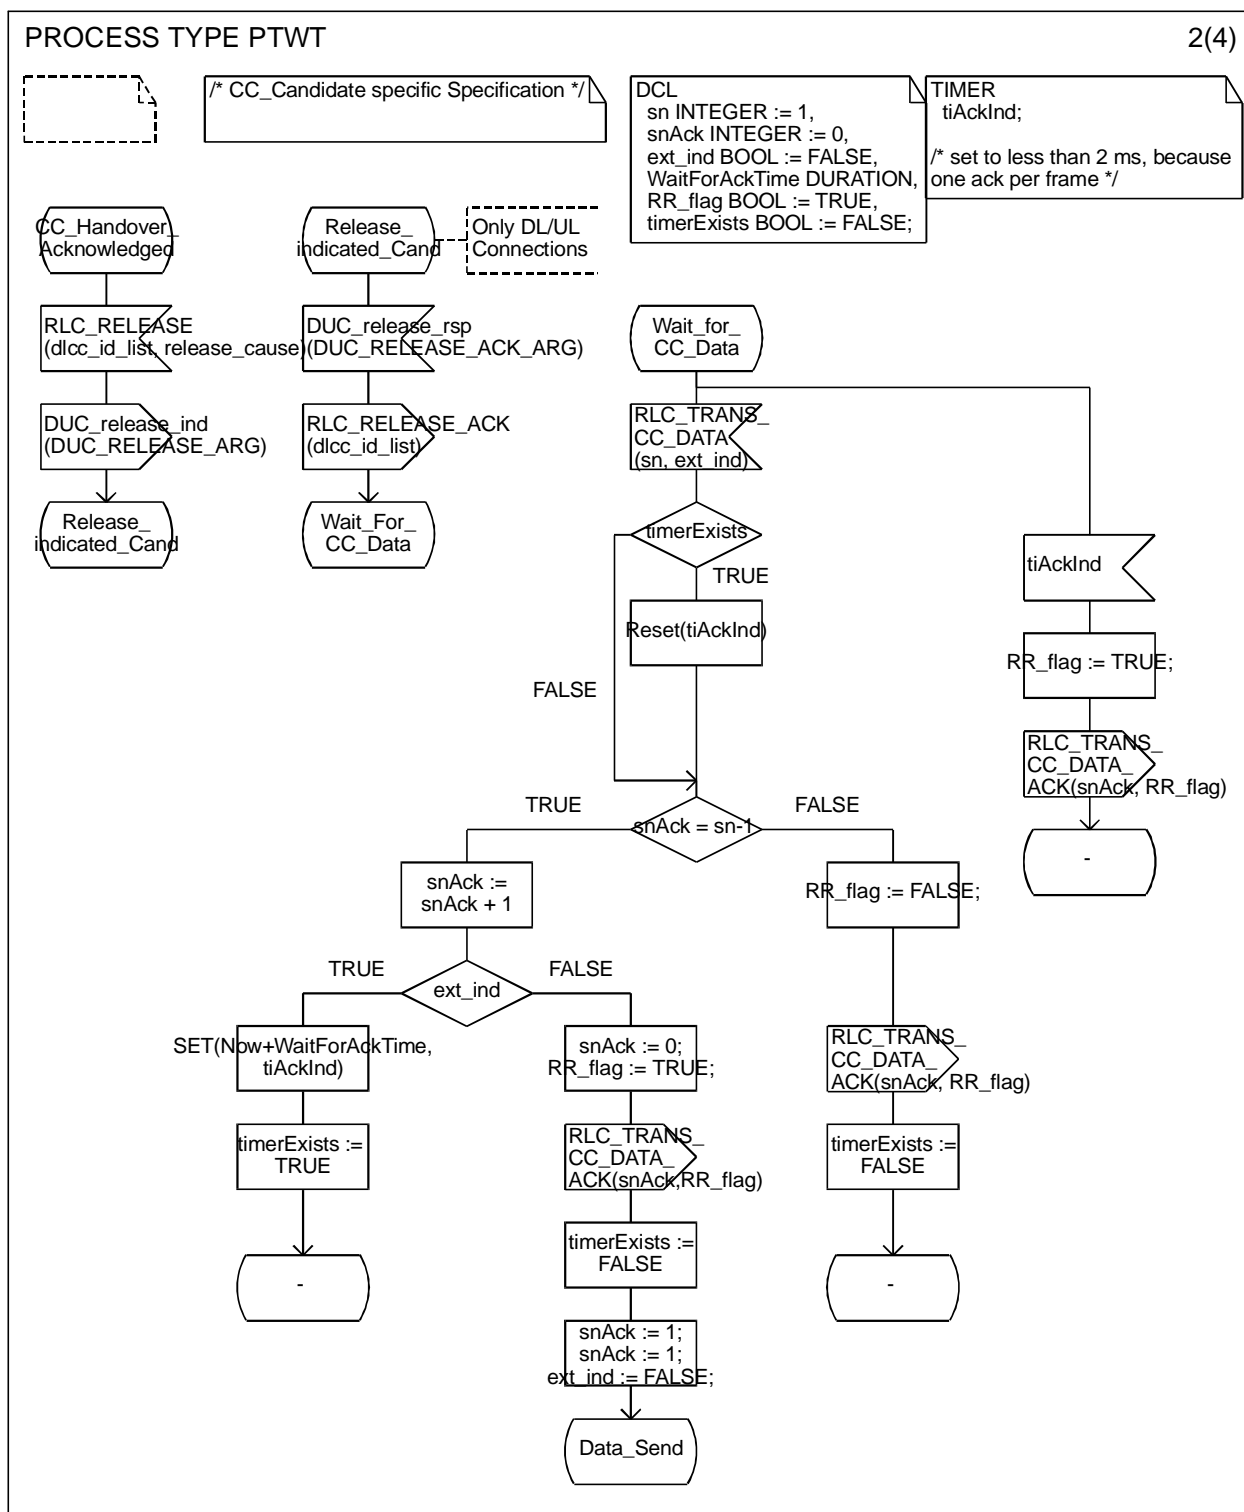 PROCESS TYPE PTWT
2(4)
/* CC_Candidate specific Specification */
DCL
sn INTEGER := 1,
snAck INTEGER := 0,
ext_ind BOOL := FALSE,
WaitForAckTime DURATION,
RR_flag BOOL := TRUE,
timerExists BOOL := FALSE;
TIMER
tiAckInd;
/* set to less than 2 ms, because
one ack per frame */
CC_Handover_
Acknowledged
Release_
indicated_Cand
Only DL/UL
Connections
RLC_RELEASE
(dlcc_id_list, release_cause)
DUC_release_rsp
(DUC_RELEASE_ACK_ARG)
Wait_for_
CC_Data
DUC_release_ind
(DUC_RELEASE_ARG)
RLC_RELEASE_ACK
(dlcc_id_list)
RLC_TRANS_
CC_DATA
(sn, ext_ind)
Release_
indicated_Cand
Wait_For_
CC_Data
timerExists
TRUE
tiAckInd
Reset(tiAckInd)
RR_flag := TRUE;
FALSE
RLC_TRANS_
CC_DATA_
ACK(snAck, RR_flag)
TRUE
snAck = sn-1
FALSE
-
snAck :=
snAck + 1
RR_flag := FALSE;
TRUE
ext_ind
FALSE
SET(Now+WaitForAckTime,
tiAckInd)
snAck := 0;
RR_flag := TRUE;
RLC_TRANS_
CC_DATA_
ACK(snAck, RR_flag)
timerExists :=
TRUE
RLC_TRANS_
CC_DATA_
ACK(snAck,RR_flag)
timerExists :=
FALSE
-
timerExists :=
FALSE
-
snAck := 1;
snAck := 1;
ext_ind := FALSE;
Data_Send